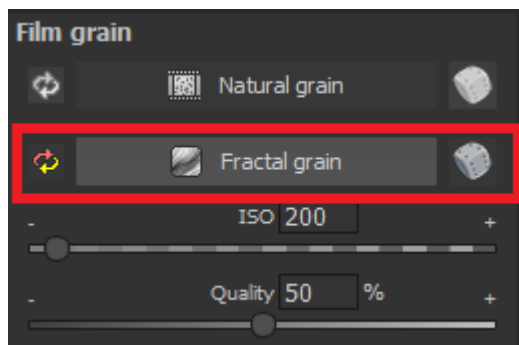 Film grain
Natural grain
Fractal grain
- ISO 200 +
- Quality 50 % +